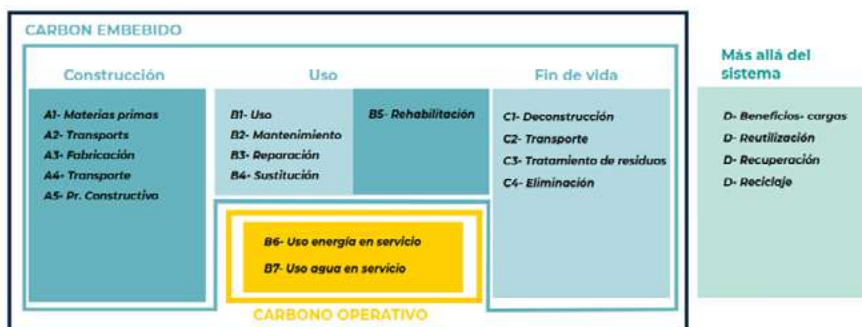 CARBON EMBEBIDO
Construcción
A1- Materias primas
A2- Transports
A3- Fabricación
A4- Transporte
A5- Pr. Constructivo
Uso
B1- Uso
B2- Mantenimiento
B3- Reparación
B4- Sustitución
B5- Rehabilitación
B6- Uso energía en servicio
B7- Uso agua en servicio
CARBONO OPERATIVO
Fin de vida
C1- Deconstrucción
C2- Transporte
C3- Tratamiento de residuos
C4- Eliminación
Más allá del
sistema
D- Beneficios- cargas
D- Reutilización
D- Recuperación
D- Reciclaje